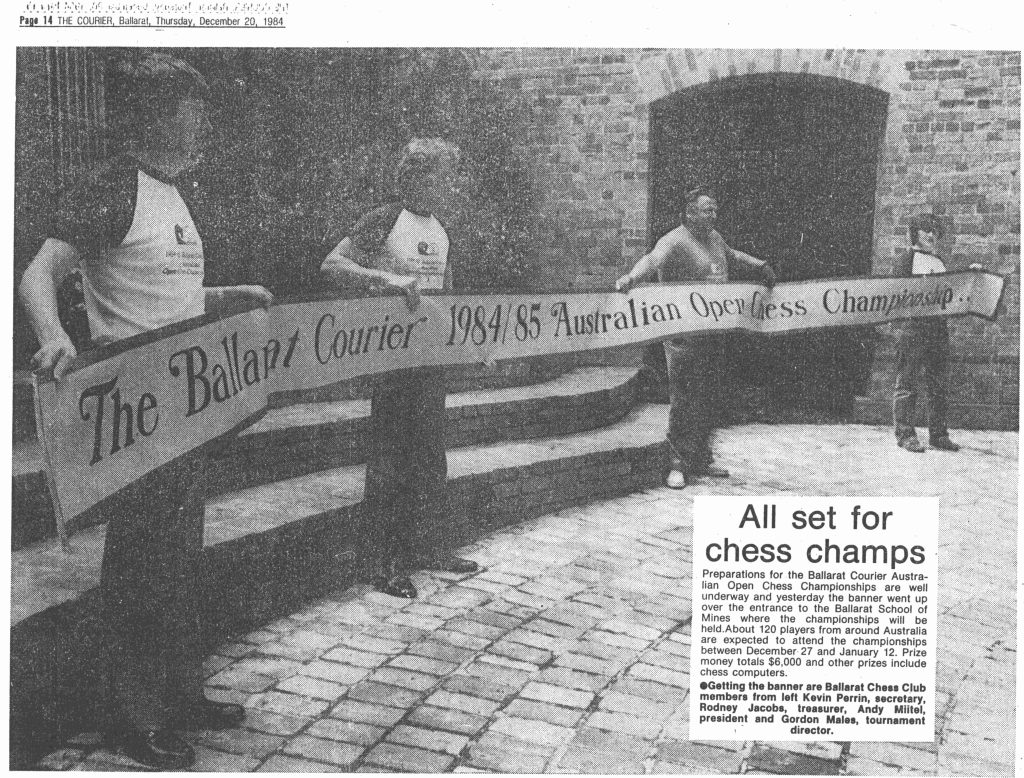 Page 14 THE COURIER, Ballarat, Thursday, December 20, 1984
The Ballarat Courier 1984/85 Australian Open Chess Championship..
All set for
chess champs
Preparations for the Ballarat Courier Austra-
lian Open Chess Championships are well
underway and yesterday the banner went up
over the entrance to the Ballarat School of
Mines where the championships will be
held.About 120 players from around Australia
are expected to attend the championships
between December 27 and January 12. Prize
money totals $6,000 and other prizes include
chess computers.
●Getting the banner are Ballarat Chess Club
members from left Kevin Perrin, secretary,
Rodney Jacobs, treasurer, Andy Miitel,
president and Gordon Males, tournament
director.